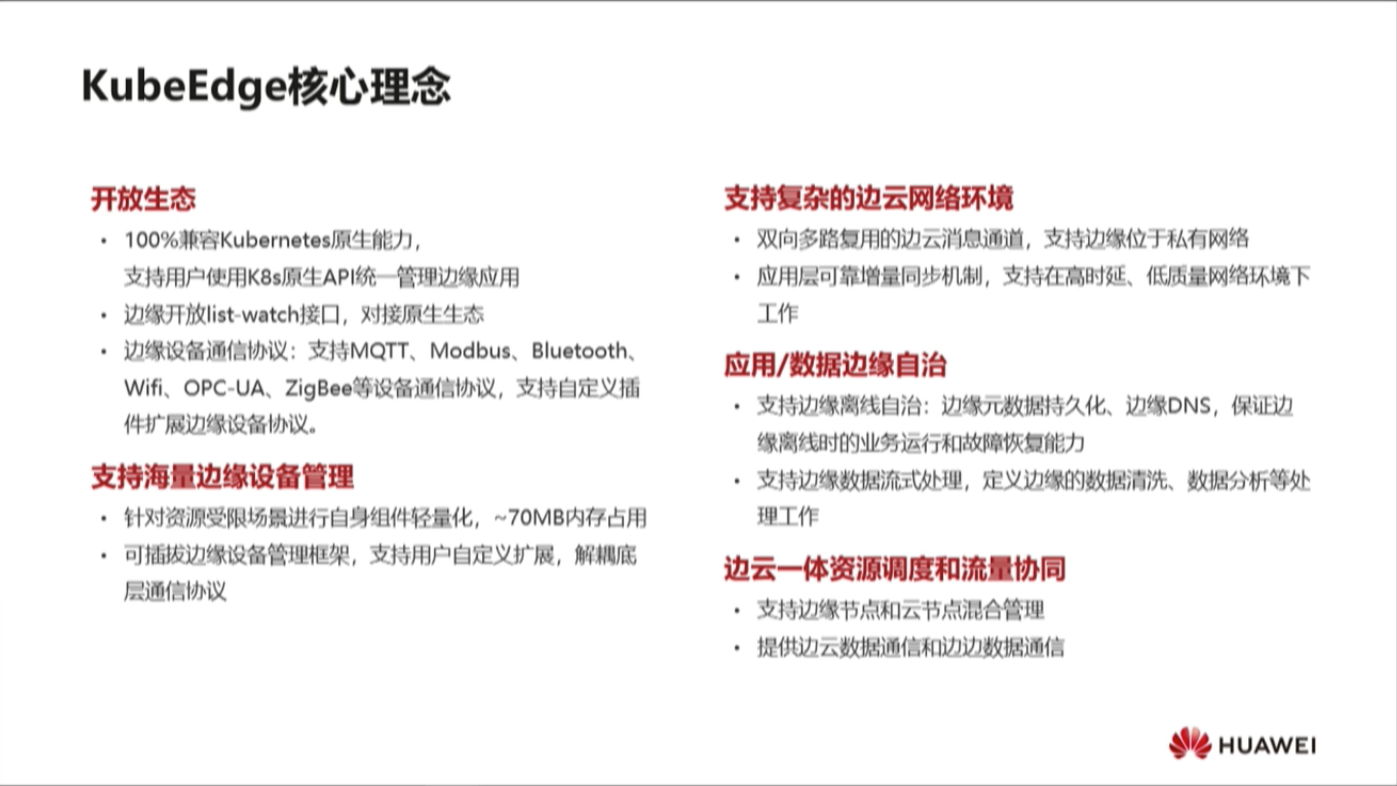 KubeEdge核心理念
开放生态
• 100%兼容Kubernetes原生能力，
支持用户使用K8s原生API统一管理边缘应用
• 边缘开放list-watch接口，对接原生生态
• 边缘设备通信协议：支持MQTT、Modbus、Bluetooth、
Wifi、OPC-UA、ZigBee等设备通信协议，支持自定义插
件扩展边缘设备协议。
支持海量边缘设备管理
• 针对资源受限场景进行自身组件轻量化，~70MB内存占用
• 可插拔边缘设备管理框架，支持用户自定义扩展，解耦底
层通信协议
支持复杂的边云网络环境
• 双向多路复用的边云消息通道，支持边缘位于私有网络
• 应用层可靠增量同步机制，支持在高时延、低质量网络环境下
工作
应用/数据边缘自治
• 支持边缘离线自治：边缘元数据持久化、边缘DNS，保证边
缘离线时的业务运行和故障恢复能力
• 支持边缘数据流式处理，定义边缘的数据清洗、数据分析等处
理工作
边云一体资源调度和流量协同
• 支持边缘节点和云节点混合管理
• 提供边云数据通信和边边数据通信
HUAWEI